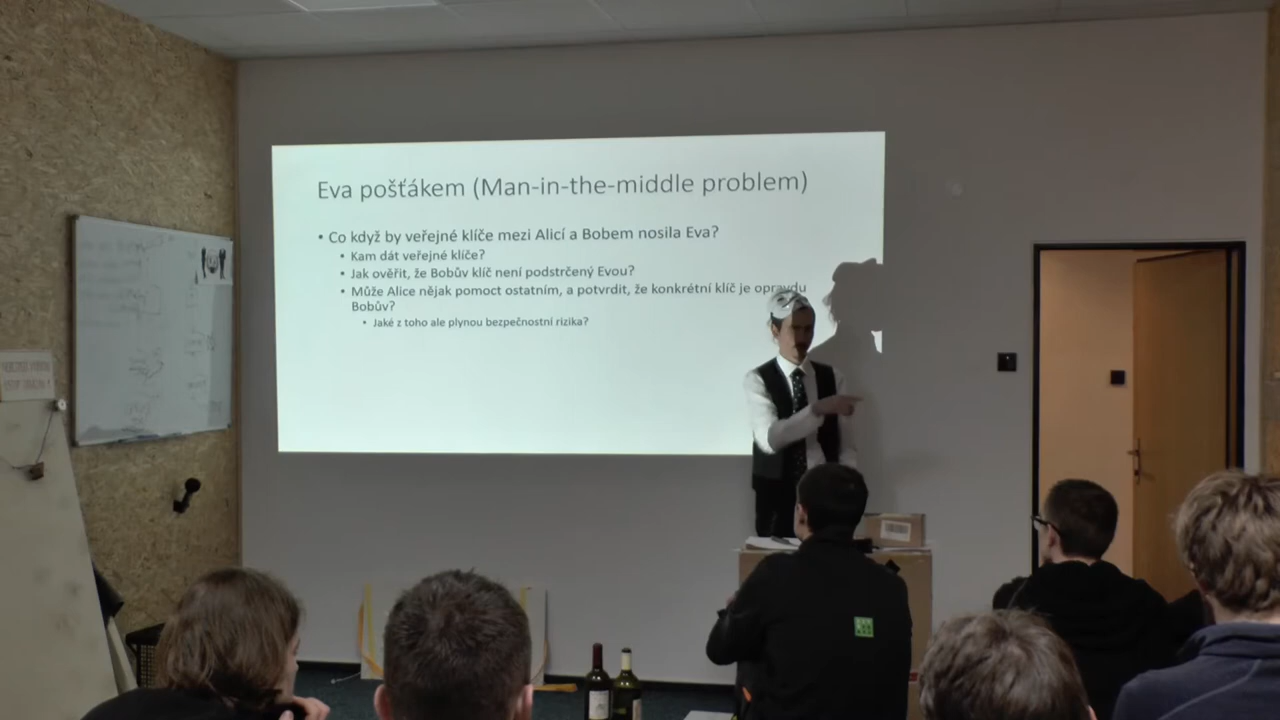 Eva pošťákem (Man-in-the-middle problem)
• Co když by veřejné klíče mezi Alicí a Bobem nosila Eva?
• Kam dát veřejné klíče?
• Jak ověřit, že Bobův klíč není podstrčený Evou?
• Může Alice nějak pomoct ostatním, a potvrdit, že konkrétní klíč je opravdu
Bobův?
• Jaké z toho ale plynou bezpečnostní rizika?